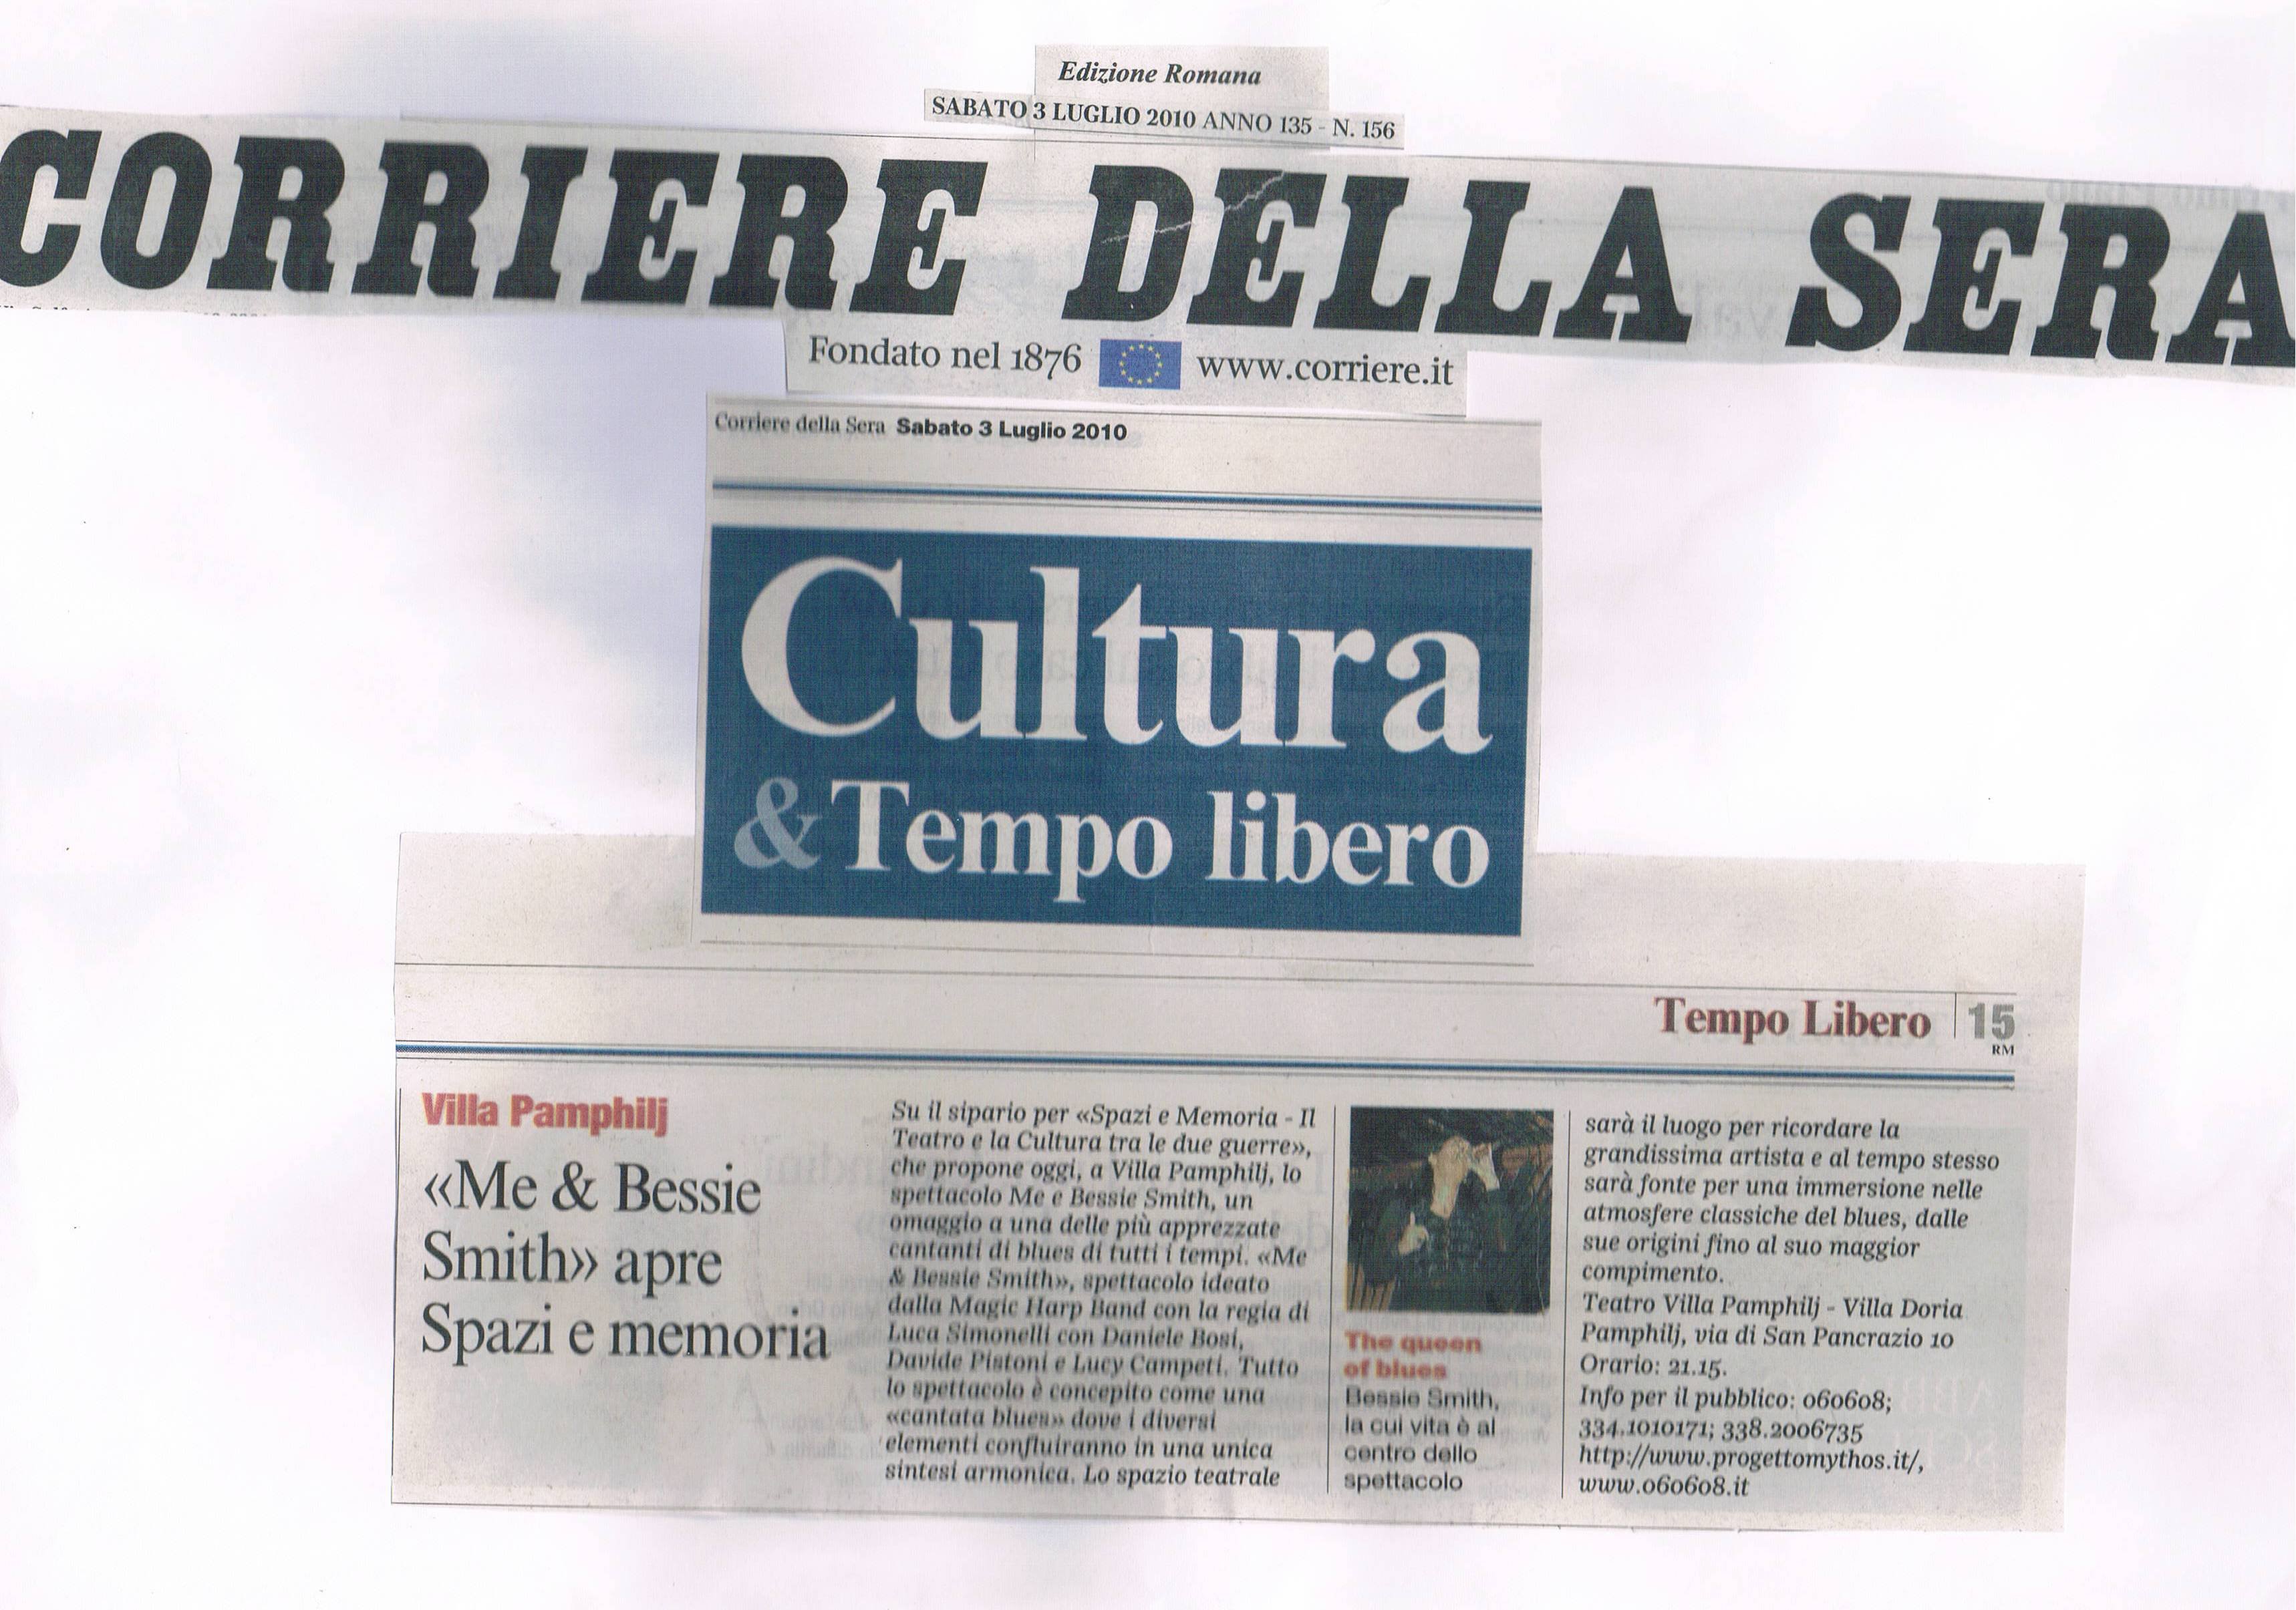 Edizione Romana
SABATO 3 LUGLIO 2010 ANNO 135 - N. 156
CORRIERE DELLA SERA
Fondato nel 1876 www.corriere.it
Corriere della Sera Sabato 3 Luglio 2010
Cultura
& Tempo libero
Tempo Libero 15
RM
Villa Pamphilj
«Me & Bessie
Smith» apre
Spazi e memoria
Su il sipario per «Spazi e Memoria - Il
Teatro e la Cultura tra le due guerre»,
che propone oggi, a Villa Pamphilj, lo
spettacolo Me e Bessie Smith, un
omaggio a una delle più apprezzate
cantanti di blues di tutti i tempi. «Me
& Bessie Smith», spettacolo ideato
dalla Magic Harp Band con la regia di
Luca Simonelli con Daniele Bosi,
Davide Pistoni e Lucy Campeti. Tutto
lo spettacolo è concepito come una
«cantata blues» dove i diversi
elementi confluiranno in una unica
sintesi armonica. Lo spazio teatrale
The queen
of blues
Bessie Smith,
la cui vita è al
centro dello
spettacolo
sarà il luogo per ricordare la
grandissima artista e al tempo stesso
sarà fonte per una immersione nelle
atmosfere classiche del blues, dalle
sue origini fino al suo maggior
compimento.
Teatro Villa Pamphilj - Villa Doria
Pamphilj, via di San Pancrazio 10
Orario: 21.15.
Info per il pubblico: 060608;
334.1010171; 338.2006735
http://www.progettomythos.it/,
www.060608.it